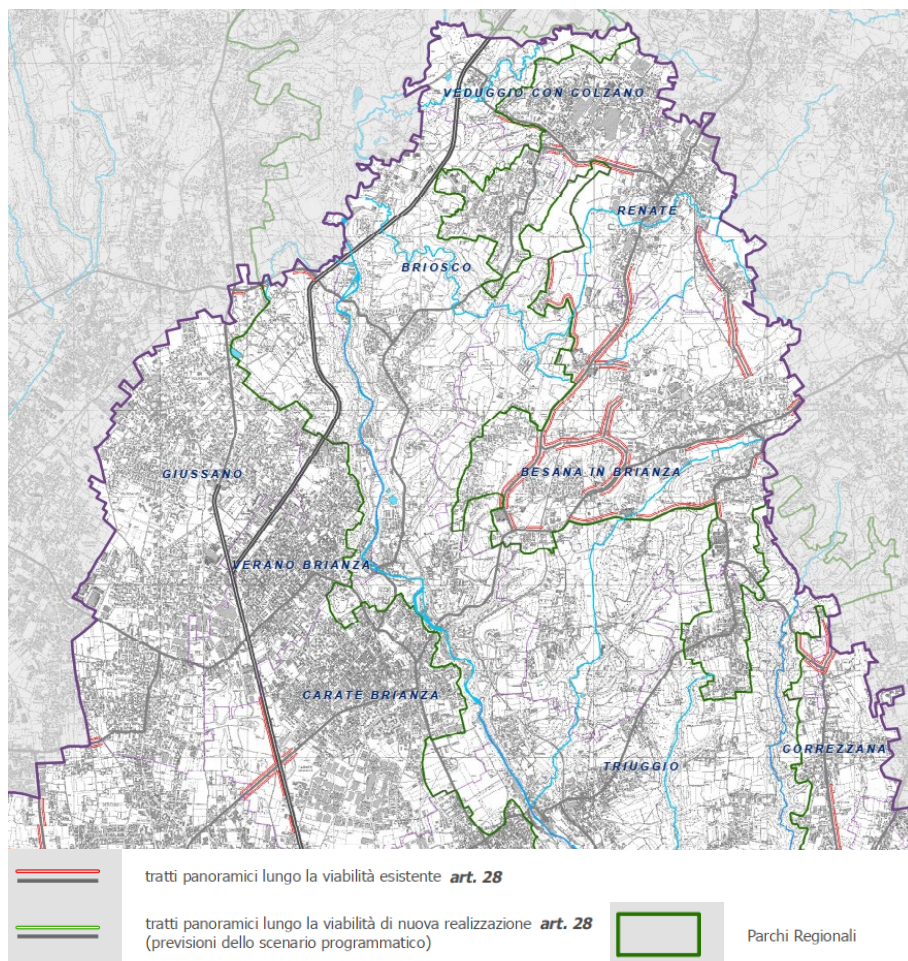 VEDUGGIO CON COLZANO
RENATE
BRIOSCO
GIUSSANO
BESANA IN BRIANZA
VERANO BRIANZA
CARATE BRIANZA
CORREZZANA
TRIUGGIO
tratti panoramici lungo la viabilità esistente art. 28
tratti panoramici lungo la viabilità di nuova realizzazione art. 28
(previsioni dello scenario programmatico)
Parchi Regionali